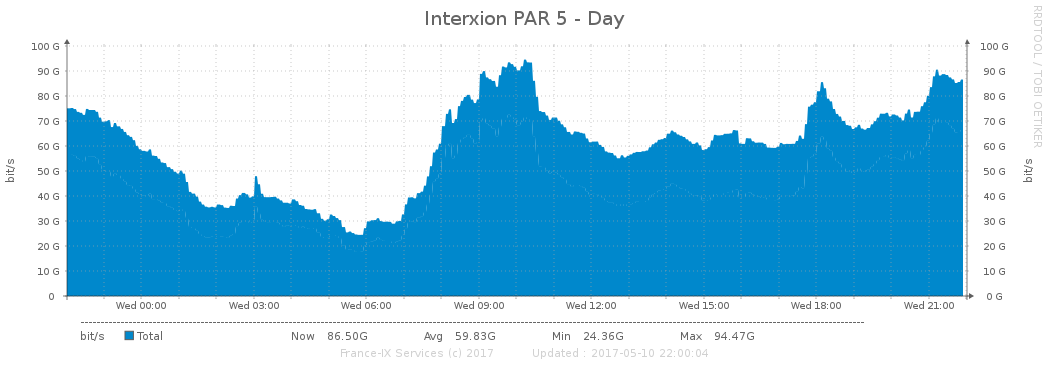 Interxion PAR 5 - Day
RRDTOOL / TOBI OETIKER
bit/s
100 G
90 G
80 G
70 G
60 G
50 G
40 G
30 G
20 G
10 G
0
100 G
90 G
80 G
70 G
60 G
50 G
40 G
30 G
20 G
10 G
0 G
bit/s
Wed 00:00 Wed 03:00 Wed 06:00 Wed 09:00 Wed 12:00 Wed 15:00 Wed 18:00 Wed 21:00
bit/s Total Now 86.50G Avg 59.83G Min 24.36G Max 94.47G
France-IX Services (c) 2017 Updated : 2017-05-10 22:00:04